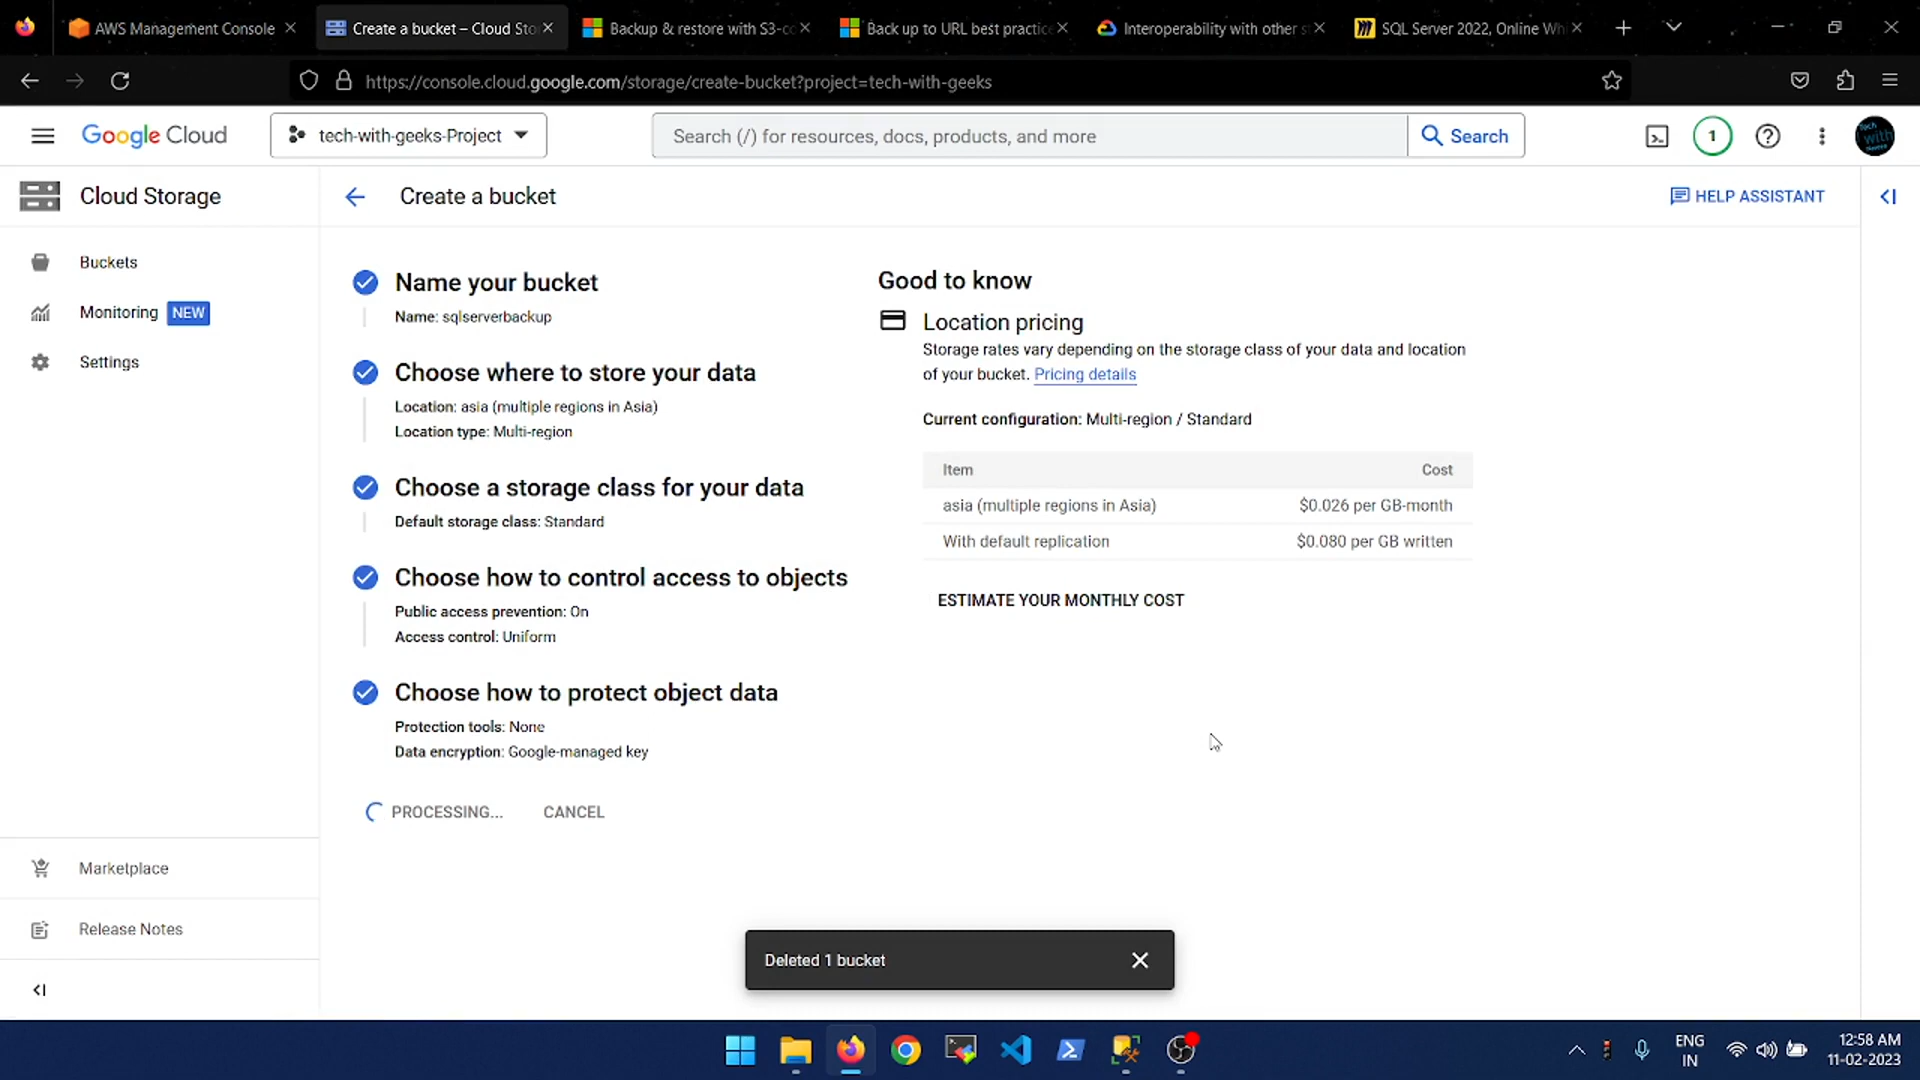 AWS Management Console
Create a bucket – Cloud Sto
Backup & restore with S3-co
Back up to URL best practice
Interoperability with other s
SQL Server 2022, Online Wh
https://console.cloud.google.com/storage/create-bucket?project=tech-with-geeks
Google Cloud
tech-with-geeks-Project
Search (/) for resources, docs, products, and more
Search
1
Tech
with
Cloud Storage
Create a bucket
HELP ASSISTANT
Buckets
Monitoring NEW
Settings
Name your bucket
Name: sqlserverbackup
Choose where to store your data
Location: asia (multiple regions in Asia)
Location type: Multi-region
Choose a storage class for your data
Default storage class: Standard
Choose how to control access to objects
Public access prevention: On
Access control: Uniform
Choose how to protect object data
Protection tools: None
Data encryption: Google-managed key
PROCESSING...
CANCEL
Good to know
Location pricing
Storage rates vary depending on the storage class of your data and location
of your bucket. Pricing details
Current configuration: Multi-region / Standard
Item Cost
asia (multiple regions in Asia) $0.026 per GB-month
With default replication $0.080 per GB written
ESTIMATE YOUR MONTHLY COST
Marketplace
Release Notes
Deleted 1 bucket
ENG
IN
12:58 AM
11-02-2023